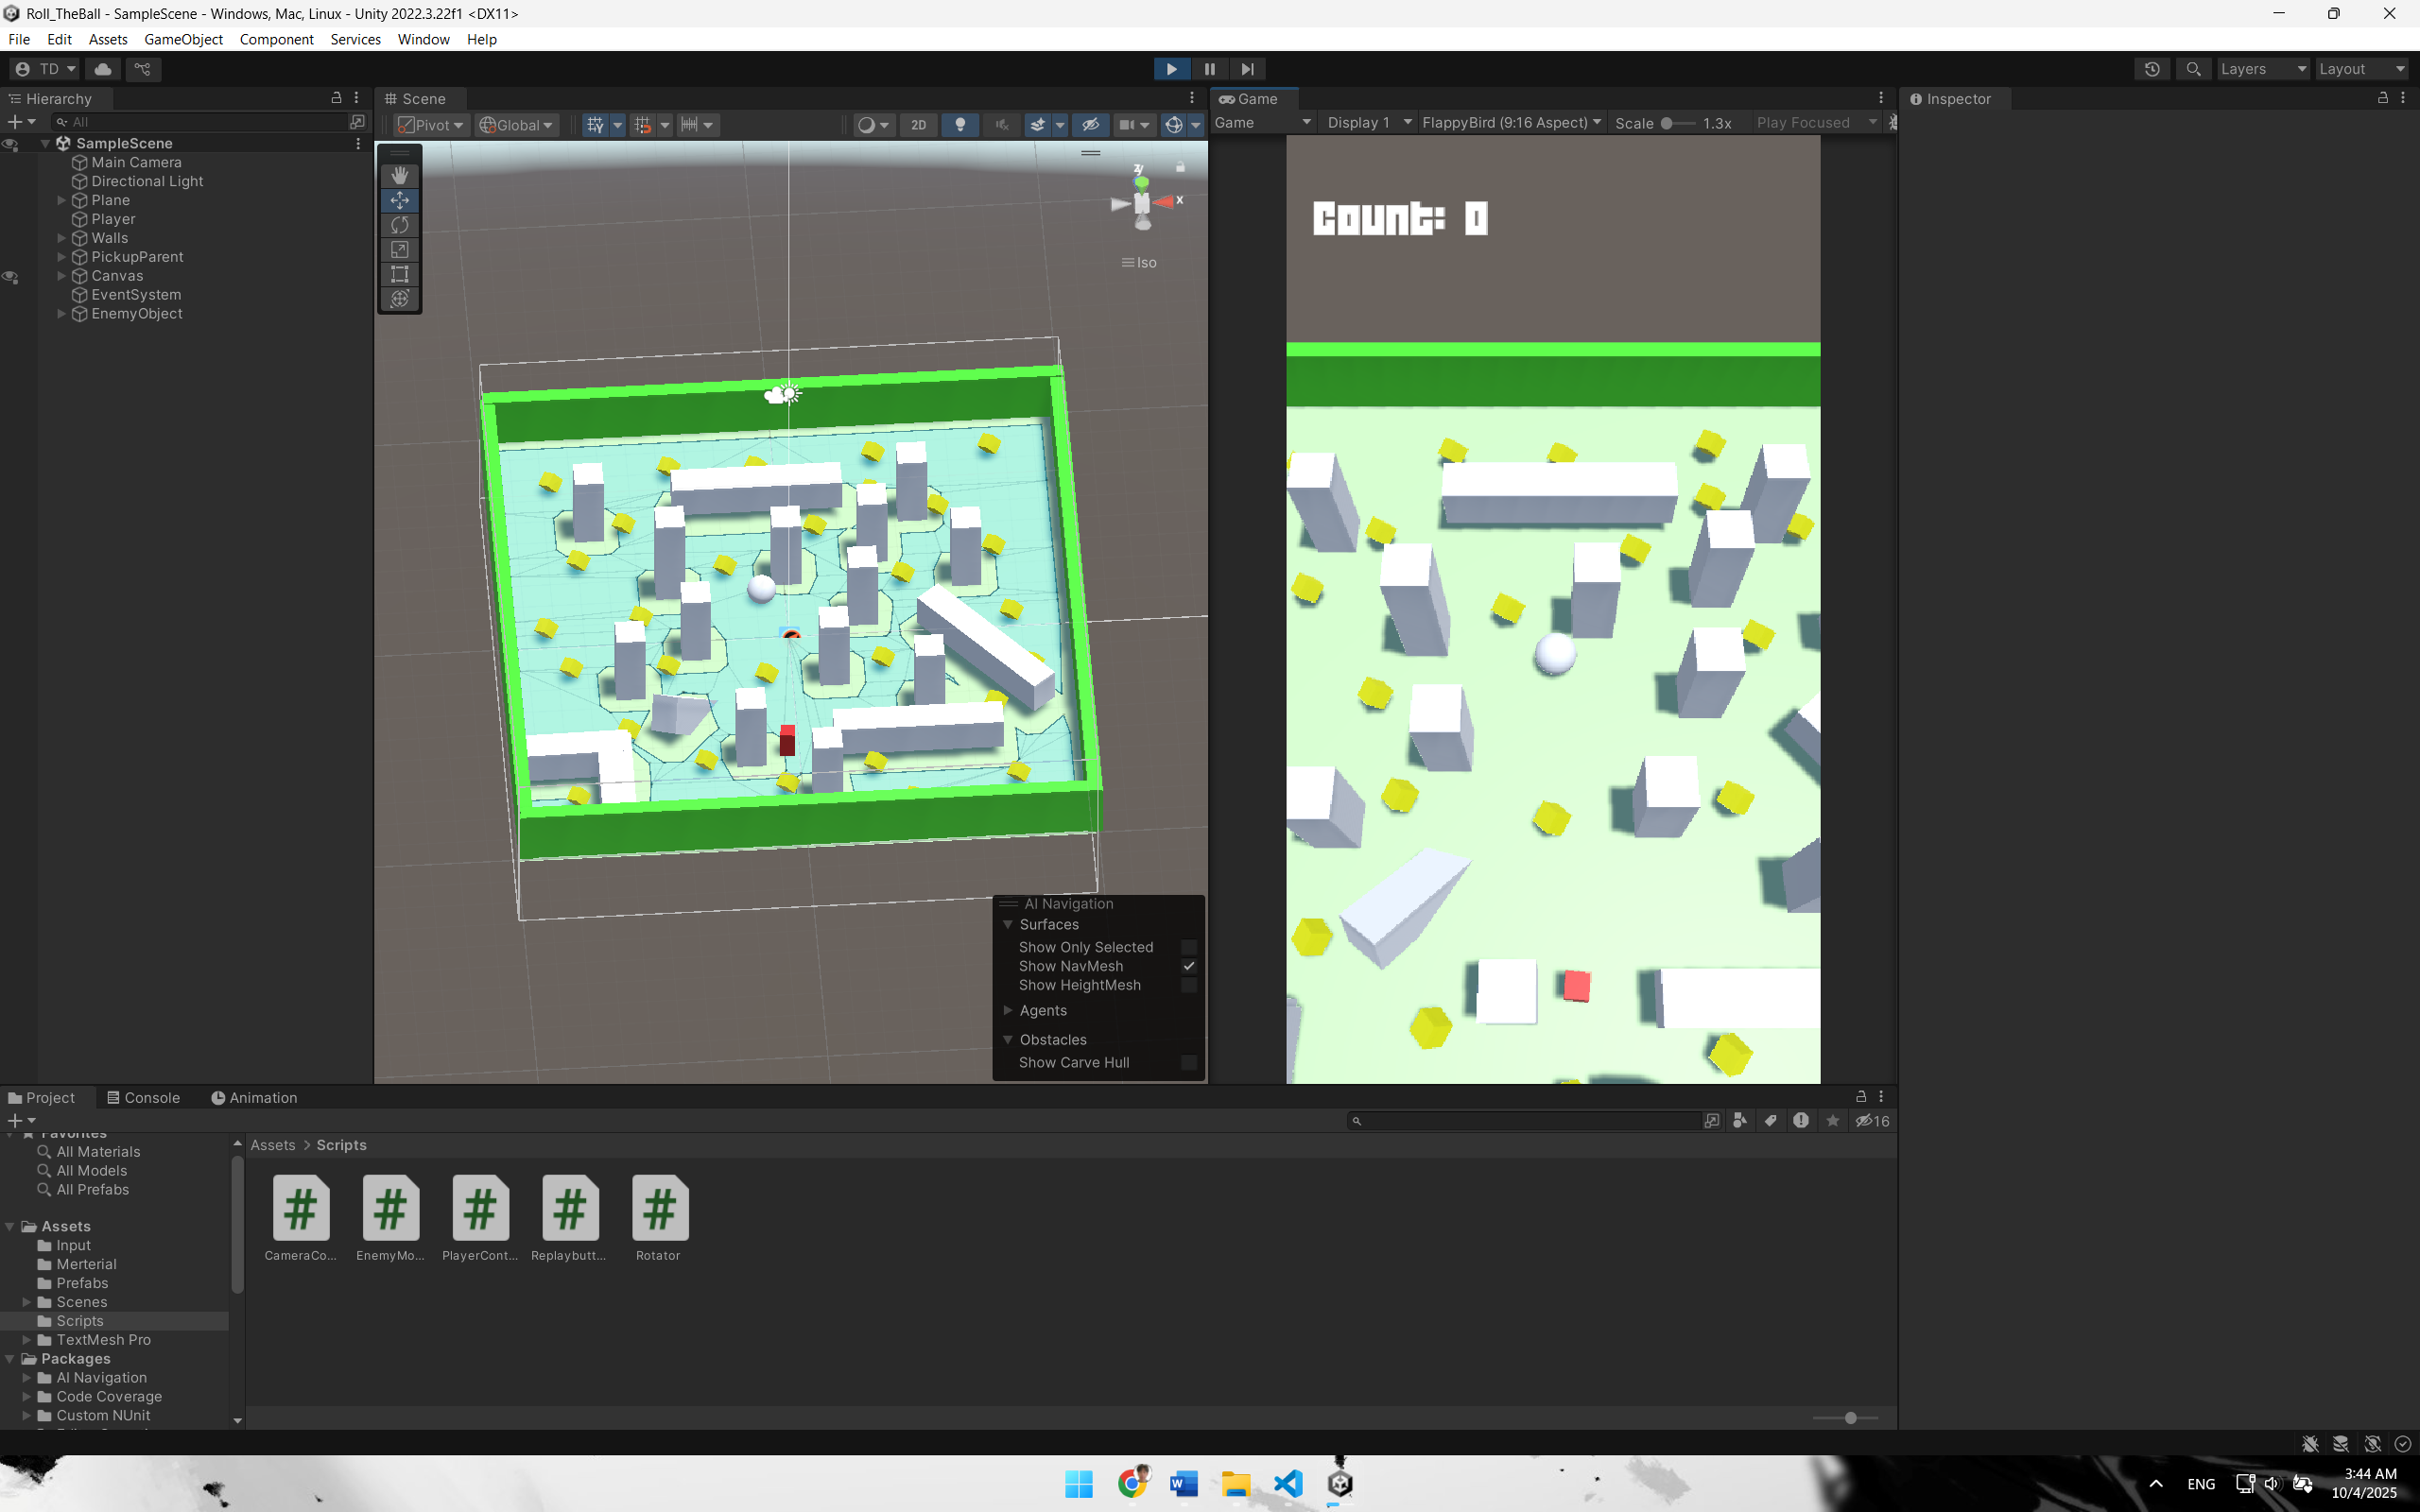 Roll_TheBall - SampleScene - Windows, Mac, Linux - Unity 2022.3.22f1 <DX11>
File Edit Assets GameObject Component Services Window Help
TD
Layers Layout
Hierarchy
All
SampleScene
Main Camera
Directional Light
Plane
Player
Walls
PickupParent
Canvas
EventSystem
EnemyObject
Scene
Pivot Global 2D
y x
Iso
AI Navigation
Surfaces
Show Only Selected
Show NavMesh
Show HeightMesh
Agents
Obstacles
Show Carve Hull
Game
Game Display 1 FlappyBird (9:16 Aspect) Scale 1.3x Play Focused
Count: 0
Inspector
Project Console Animation
16
Favorites
All Materials
All Models
All Prefabs
Assets
Input
Merterial
Prefabs
Scenes
Scripts
TextMesh Pro
Packages
AI Navigation
Code Coverage
Custom NUnit
Assets > Scripts
CameraCo... EnemyMo... PlayerCont... Replaybutt... Rotator
ENG
3:44 AM
10/4/2025